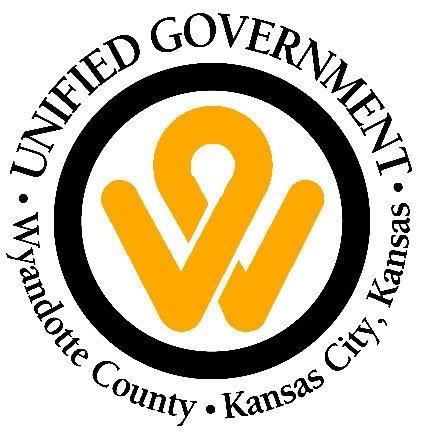 · UNIFIED GOVERNMENT ·
Wyandotte County · Kansas City, Kansas